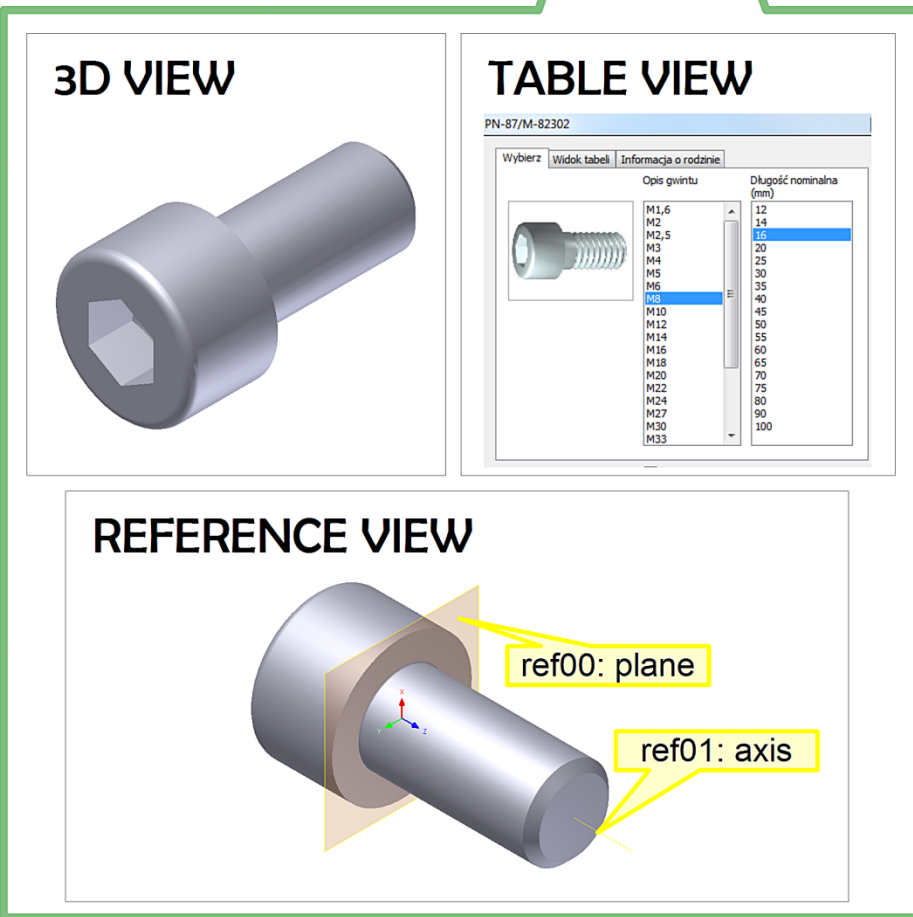 3D VIEW
TABLE VIEW
PN-87/M-82302
Wybierz Widok tabeli Informacja o rodzinie
Opis gwintu
M1,6
M2
M2,5
M3
M4
M5
M6
M8
M10
M12
M14
M16
M18
M20
M22
M24
M27
M30
M33
Długość nominalna
(mm)
12
14
16
20
25
30
35
40
45
50
55
60
65
70
75
80
90
100
REFERENCE VIEW
ref00: plane
X
Y
Z
ref01: axis